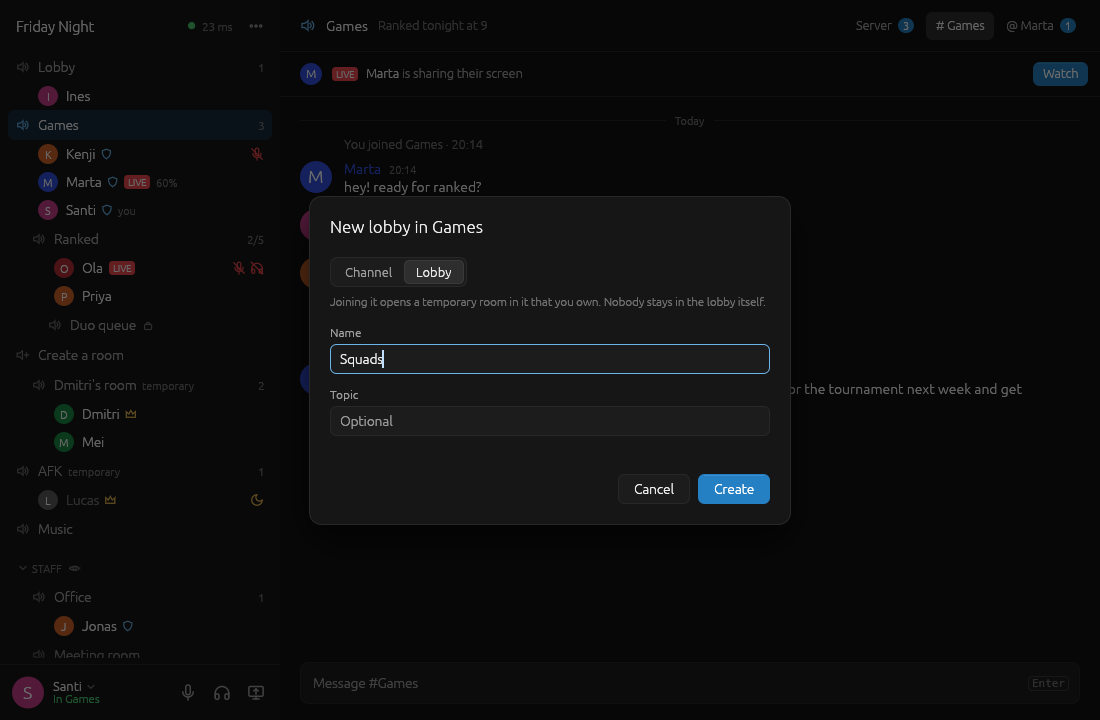 Friday Night
23 ms
Lobby
1
I
Ines
Games
3
K
Kenji
M
Marta
LIVE
60%
S
Santi
you
Ranked
2/5
O
Ola
LIVE
P
Priya
Duo queue
Create a room
Dmitri's room temporary
2
D
Dmitri
M
Mei
AFK temporary
1
L
Lucas
Music
STAFF
Office
1
J
Jonas
Meeting room
S
Santi
In Games
Games
Ranked tonight at 9
Server 3
# Games
@ Marta 1
M
LIVE
Marta is sharing their screen
Watch
Today
You joined Games · 20:14
M
Marta 20:14
hey! ready for ranked?
New lobby in Games
Channel
Lobby
Joining it opens a temporary room in it that you own. Nobody stays in the lobby itself.
Name
Squads
Topic
Optional
Cancel
Create
or the tournament next week and get
Message #Games
Enter